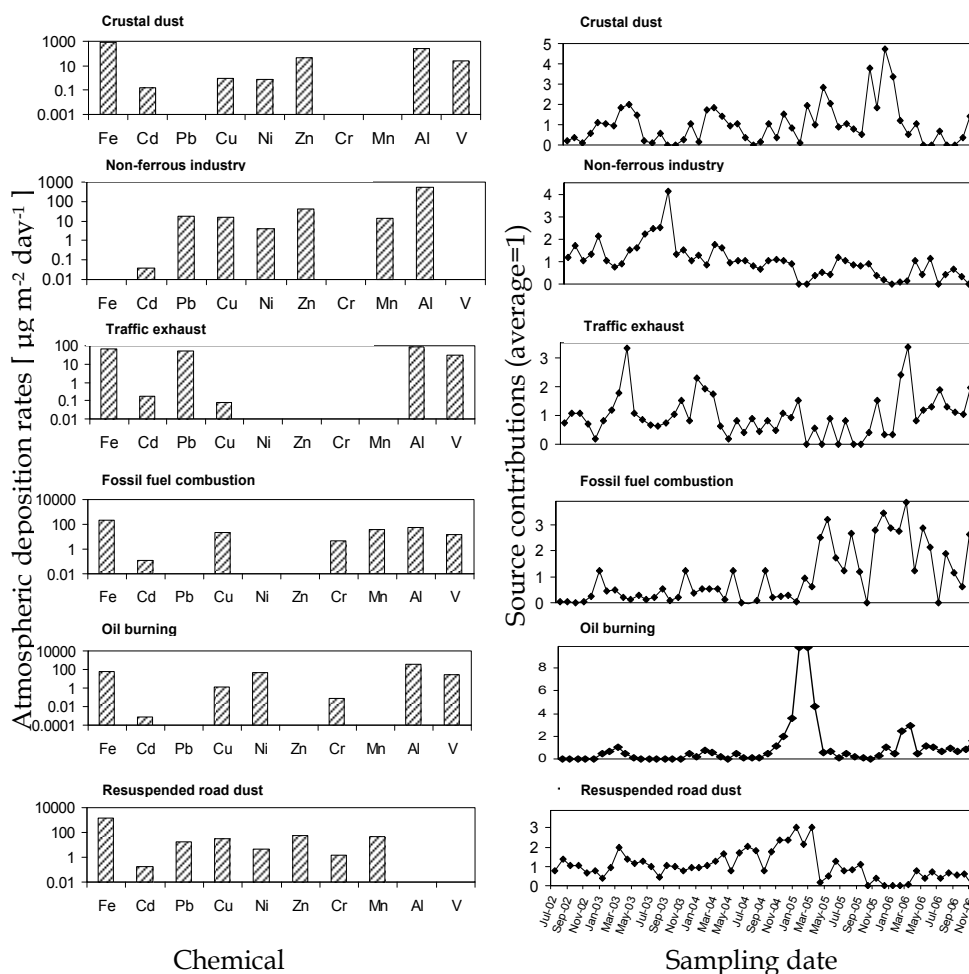 Atmospheric deposition rates [ µg m-2 day-1 ]
Crustal dust
1000
10
0.1
0.001
Fe Cd Pb Cu Ni Zn Cr Mn Al V
Non-ferrous industry
1000
100
10
1
0.1
0.01
Fe Cd Pb Cu Ni Zn Cr Mn Al V
Traffic exhaust
100
10
1
0.1
0.01
Fe Cd Pb Cu Ni Zn Cr Mn Al V
Fossil fuel combustion
10000
100
1
0.01
Fe Cd Pb Cu Ni Zn Cr Mn Al V
Oil burning
10000
100
1
0.01
0.0001
Fe Cd Pb Cu Ni Zn Cr Mn Al V
Resuspended road dust
10000
100
1
0.01
Fe Cd Pb Cu Ni Zn Cr Mn Al V
Chemical
Source contributions (average=1)
Crustal dust
5
4
3
2
1
0
Non-ferrous industry
4
3
2
1
0
Traffic exhaust
3
2
1
0
Fossil fuel combustion
3
2
1
0
Oil burning
8
6
4
2
0
Resuspended road dust
3
2
1
0
Jul-02 Sep-02 Nov-02 Jan-03 Mar-03 May-03 Jul-03 Sep-03 Nov-03 Jan-04 Mar-04 May-04 Jul-04 Sep-04 Nov-04 Jan-05 Mar-05 May-05 Jul-05 Sep-05 Nov-05 Jan-06 Mar-06 May-06 Jul-06 Sep-06
Sampling date